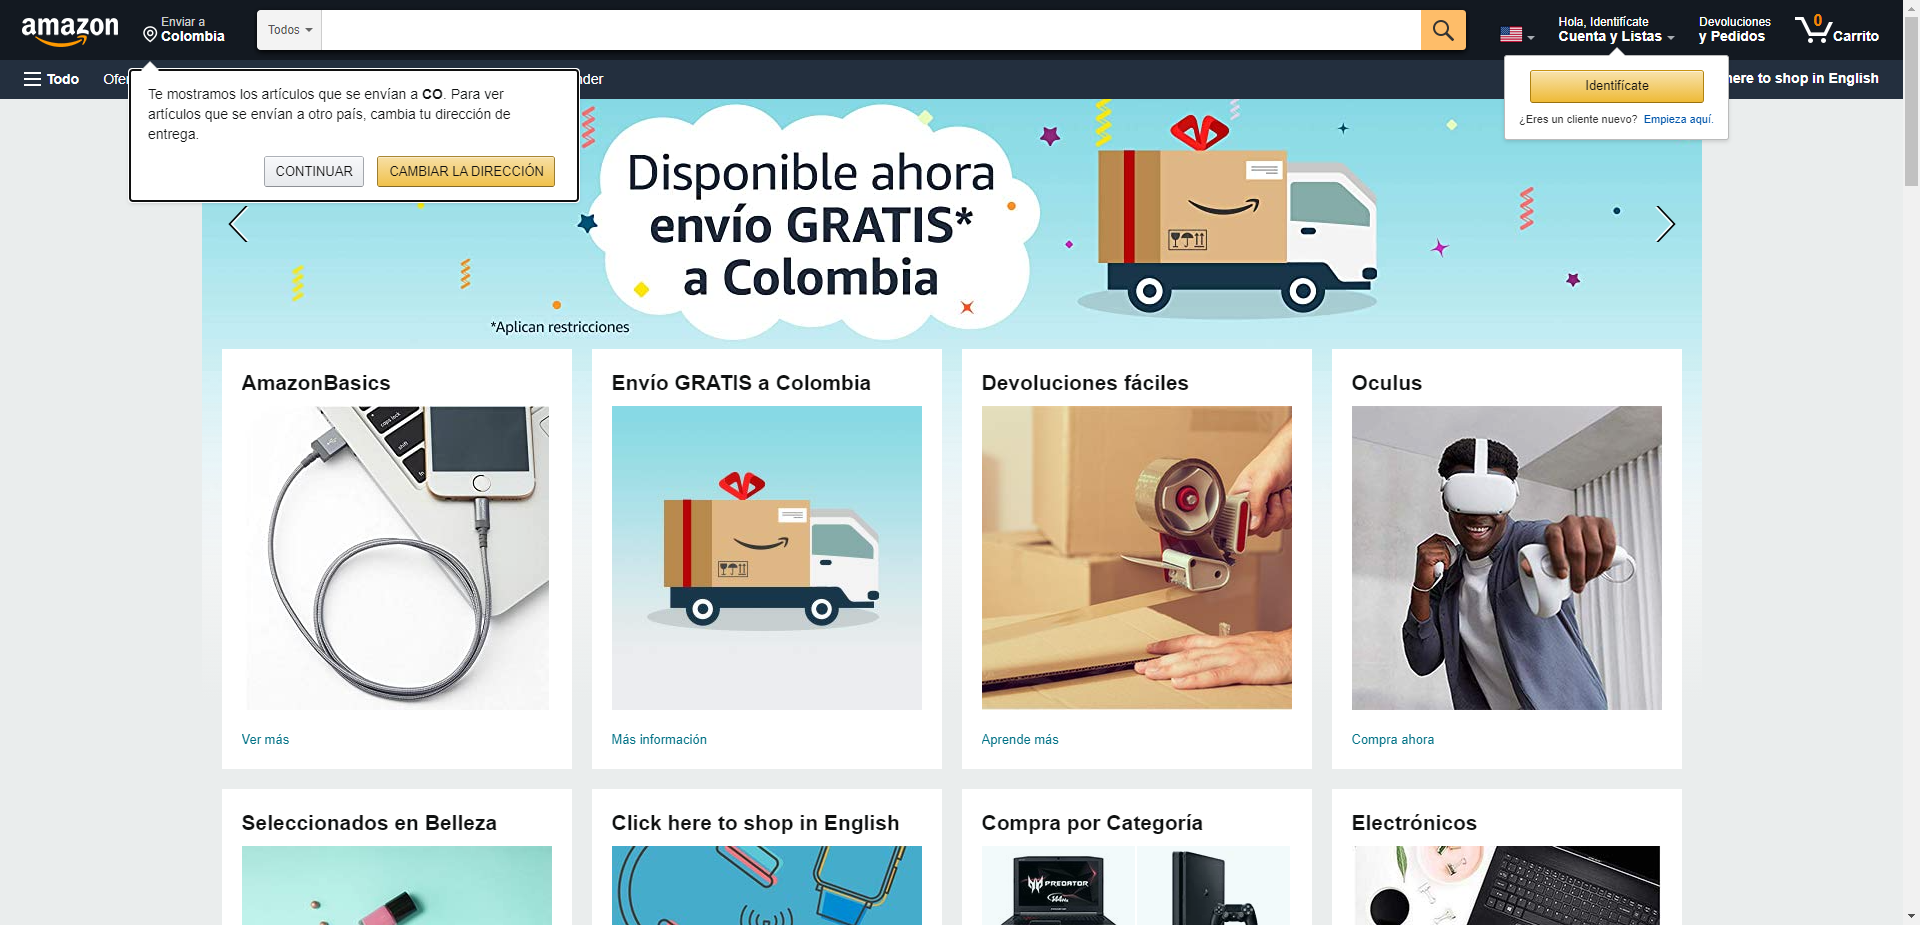 amazon
Enviar a
Colombia
Todos
Hola, Identifícate
Cuenta y Listas
Devoluciones
y Pedidos
0
Carrito
Todo
here to shop in English
Te mostramos los artículos que se envían a CO. Para ver
artículos que se envían a otro país, cambia tu dirección de
entrega.
CONTINUAR
CAMBIAR LA DIRECCIÓN
Identifícate
¿Eres un cliente nuevo? Empieza aquí.
Disponible ahora
envío GRATIS*
a Colombia
*Aplican restricciones
AmazonBasics
Envío GRATIS a Colombia
Devoluciones fáciles
Oculus
caps lock
shift
Ver más
Más información
Aprende más
Compra ahora
Seleccionados en Belleza
Click here to shop in English
Compra por Categoría
Electrónicos
PREDATOR